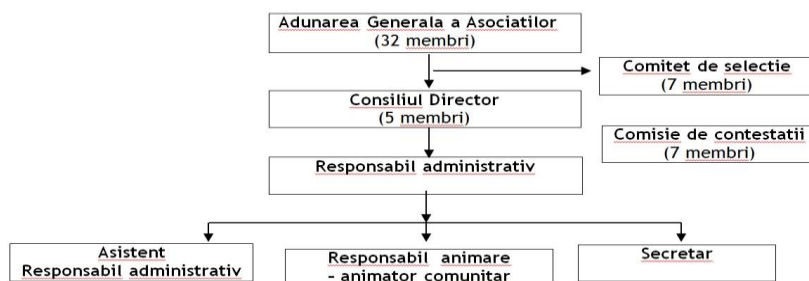 Adunarea Generala a Asociatilor
(32 membri)
Comitet de selectie
(7 membri)
Consiliul Director
(5 membri)
Comisie de contestatii
(7 membri)
Responsabil administrativ
Asistent
Responsabil administrativ
Responsabil animare
- animator comunitar
Secretar